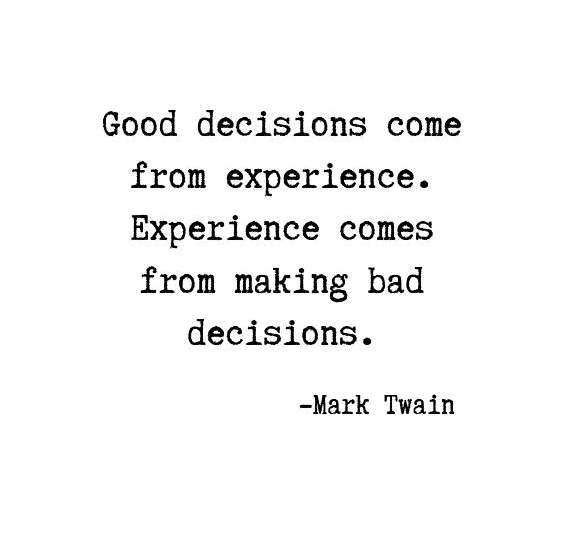 Good decisions come
from experience.
Experience comes
from making bad
decisions.
-Mark Twain